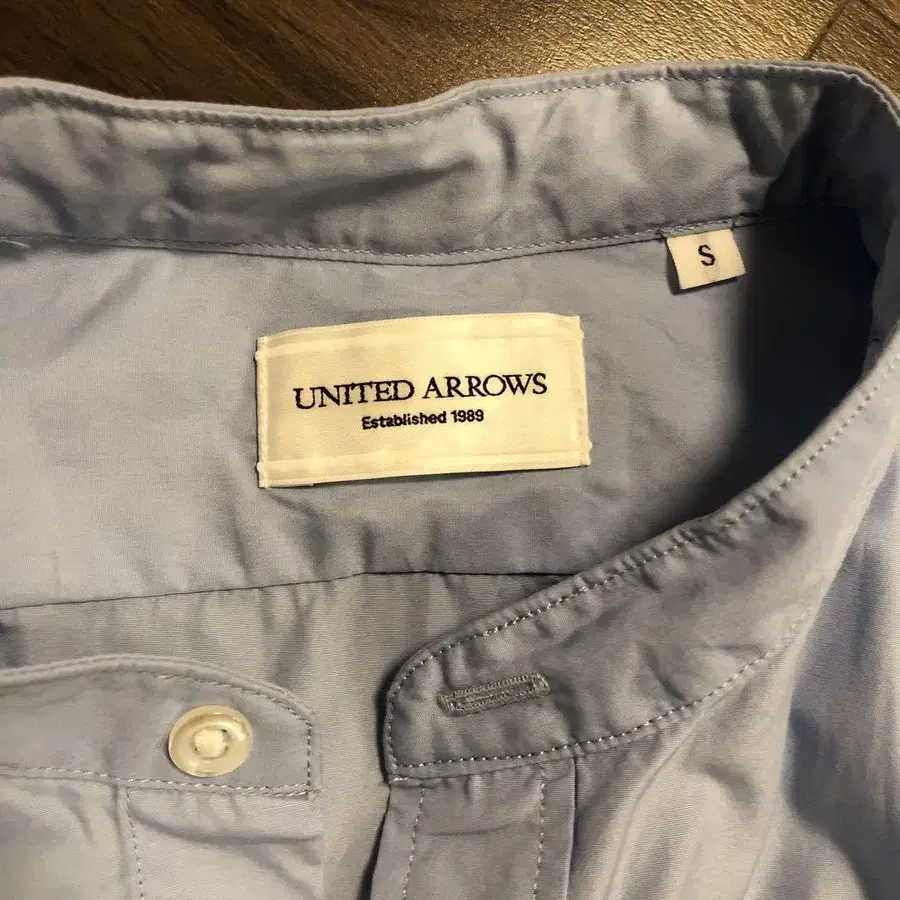 S
UNITED ARROWS
Established 1989